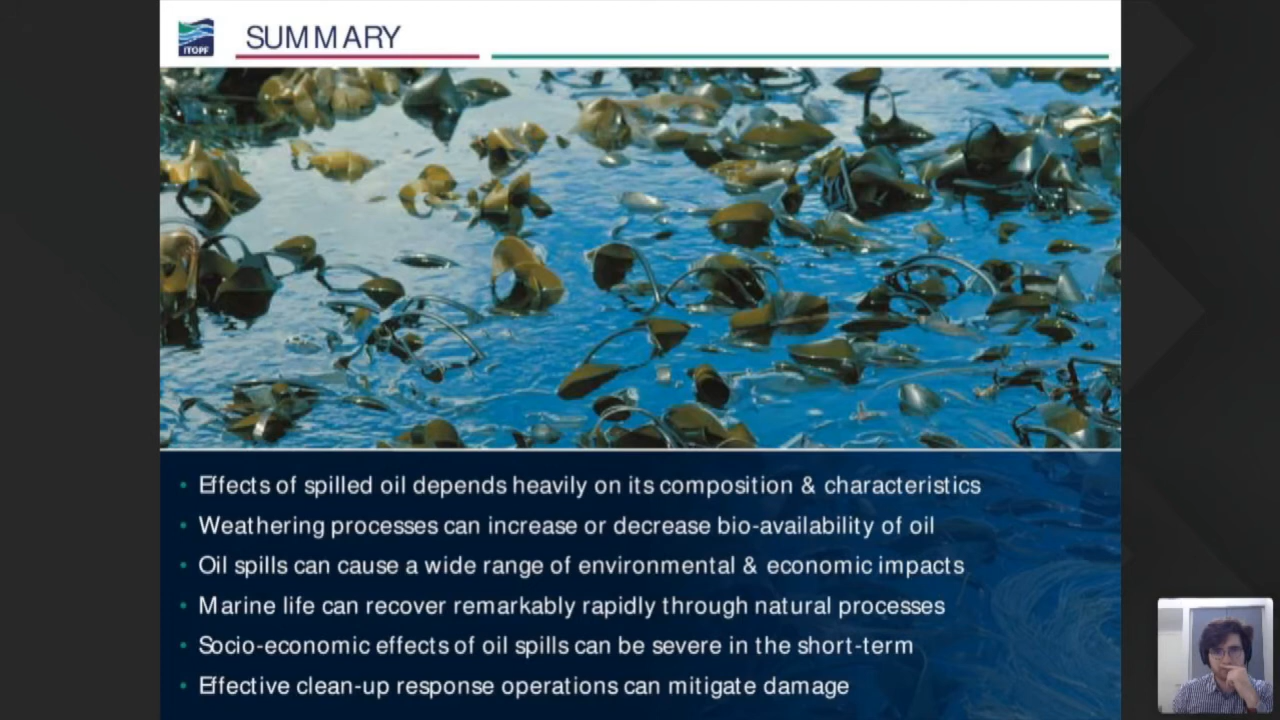 ITOPF
SUMMARY
• Effects of spilled oil depends heavily on its composition & characteristics
• Weathering processes can increase or decrease bio-availability of oil
• Oil spills can cause a wide range of environmental & economic impacts
• Marine life can recover remarkably rapidly through natural processes
• Socio-economic effects of oil spills can be severe in the short-term
• Effective clean-up response operations can mitigate damage